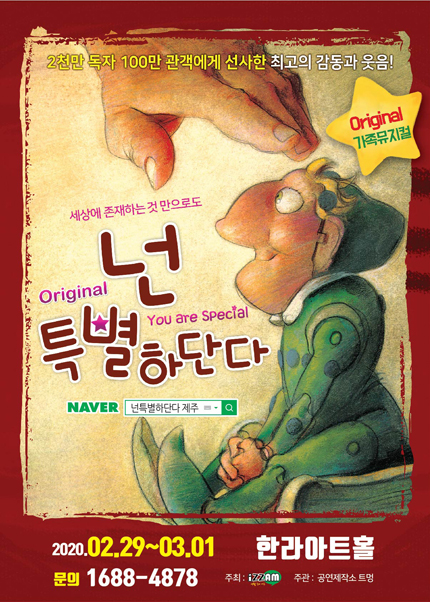 2천만 독자 100만 관객에게 선사한 최고의 감동과 웃음!
Original
가족뮤지컬
세상에 존재하는 것 만으로도
넌
Original
You are Special
특별하단다
NAVER 넌특별하단다 제주
2020.02.29~03.01 한라아트홀
문의 1688-4878 주최 : iZZAM 주관 : 공연제작소 트멍